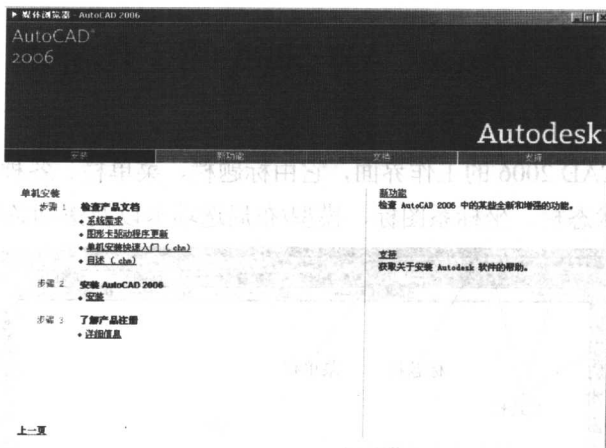 媒体浏览器 - AutoCAD 2006
AutoCAD®
2006
Autodesk
安装 新功能 文档 支持
单机安装
步骤 1 检查产品文档
系统需求
图形卡驱动程序更新
单机安装快速入门 (chm)
自述 (chm)
步骤 2 安装 AutoCAD 2006
安装
步骤 3 了解产品注册
详细信息
上一页
新功能
检查 AutoCAD 2006 中的某些全新和增强的功能。
支持
获取关于安装 Autodesk 软件的帮助。